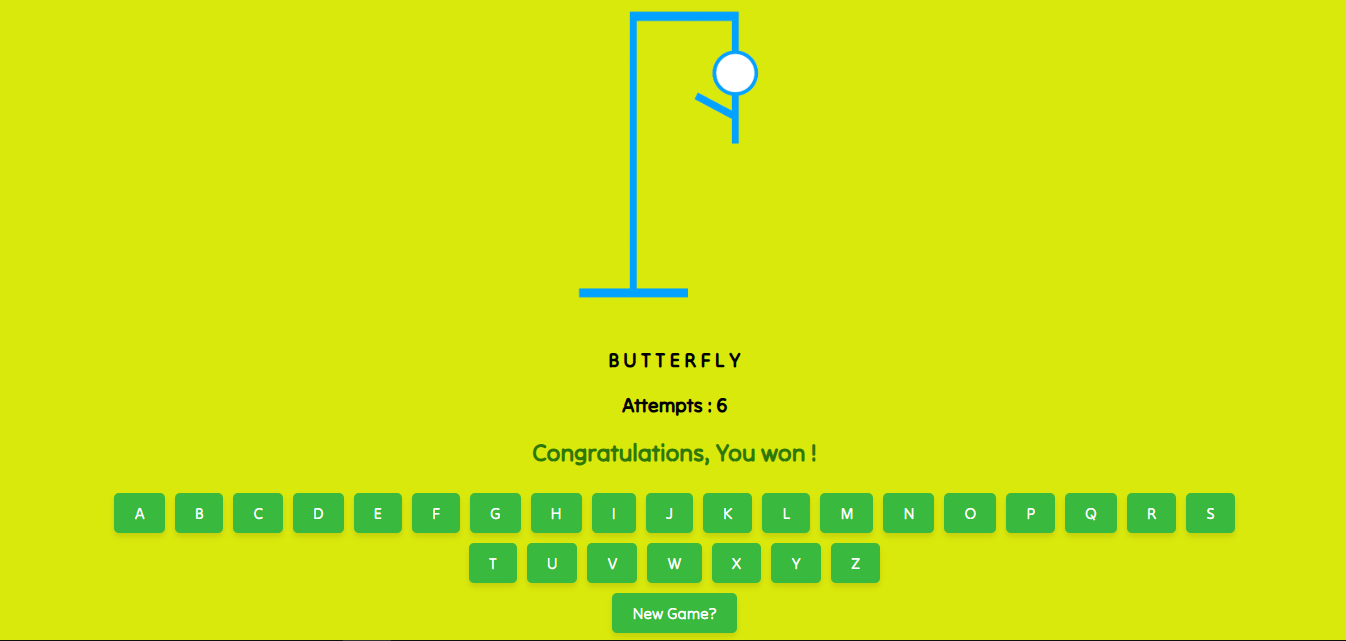 B U T T E R F L Y
Attempts : 6
Congratulations, You won !
A B C D E F G H I J K L M N O P Q R S
T U V W X Y Z
New Game?